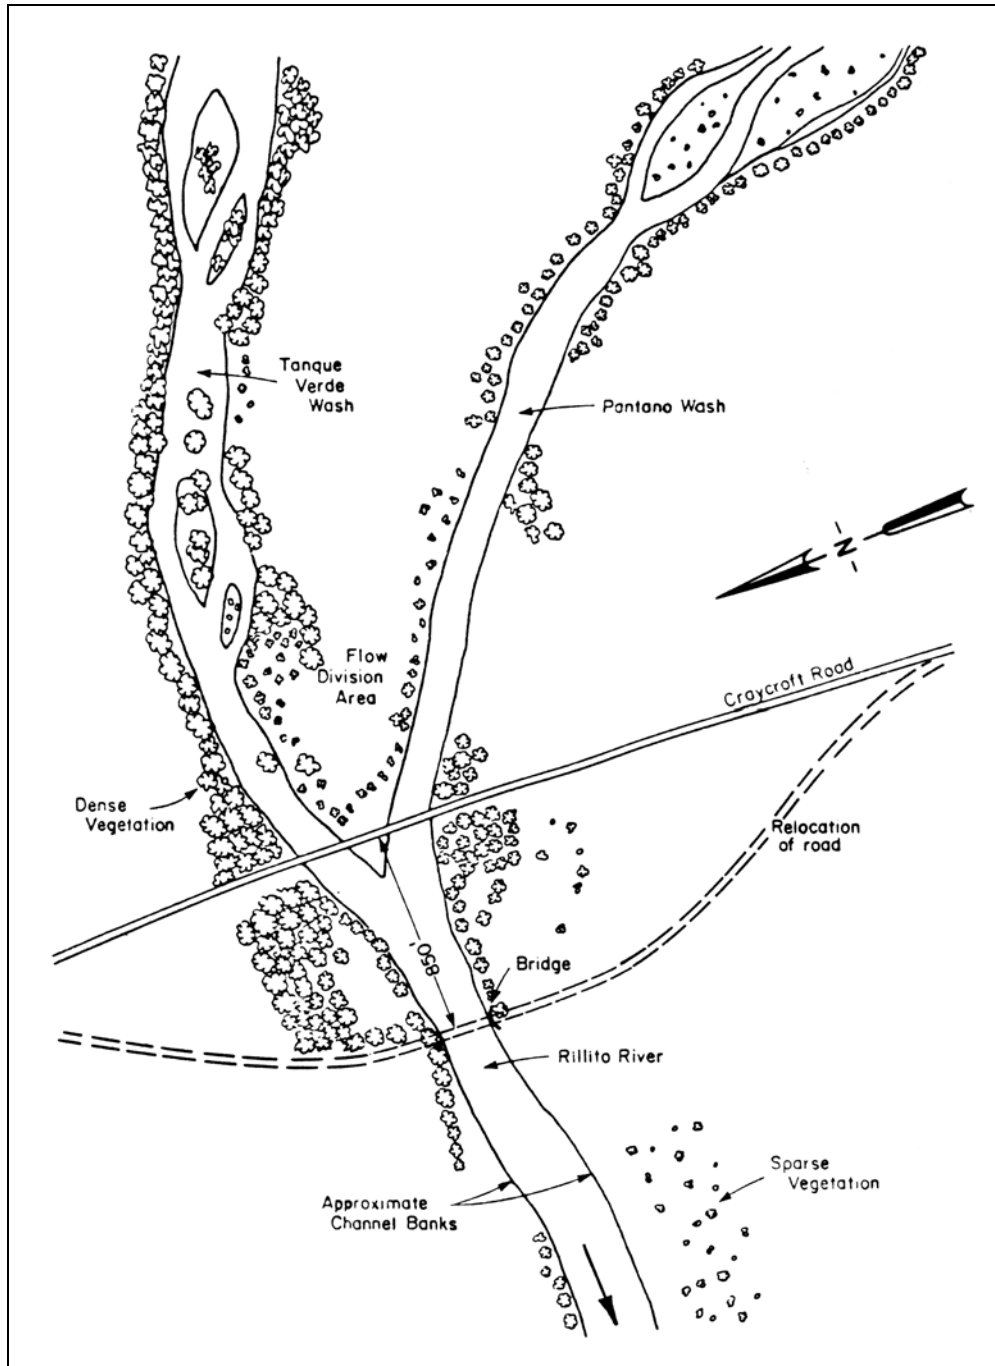 Tanque
Verde
Wash
Pantano Wash
N
Flow
Division
Area
Craycroft Road
Dense
Vegetation
Relocation
of road
850'
Bridge
Rillito River
Sparse
Vegetation
Approximate
Channel Banks